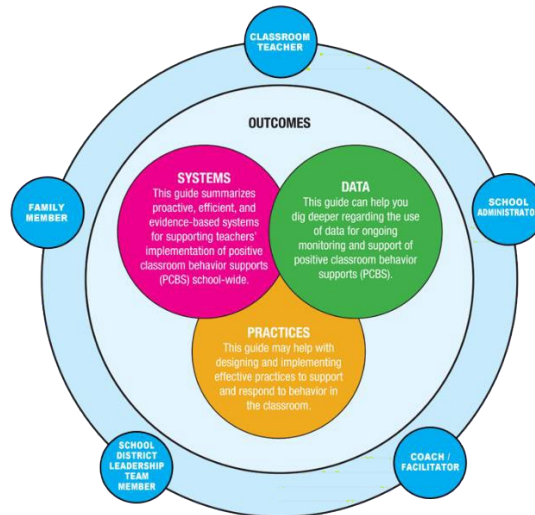 CLASSROOM
TEACHER
OUTCOMES
SYSTEMS
This guide summarizes
proactive, efficient, and
evidence-based systems
for supporting teachers'
implementation of positive
classroom behavior supports
(PCBS) school-wide.
DATA
This guide can help you
dig deeper regarding the use
of data for ongoing
monitoring and support of
positive classroom behavior
supports (PCBS).
FAMILY
MEMBER
SCHOOL
ADMINISTRATOR
PRACTICES
This guide may help with
designing and implementing
effective practices to support
and respond to behavior in
the classroom.
SCHOOL
DISTRICT
LEADERSHIP
TEAM
MEMBER
COACH /
FACILITATOR